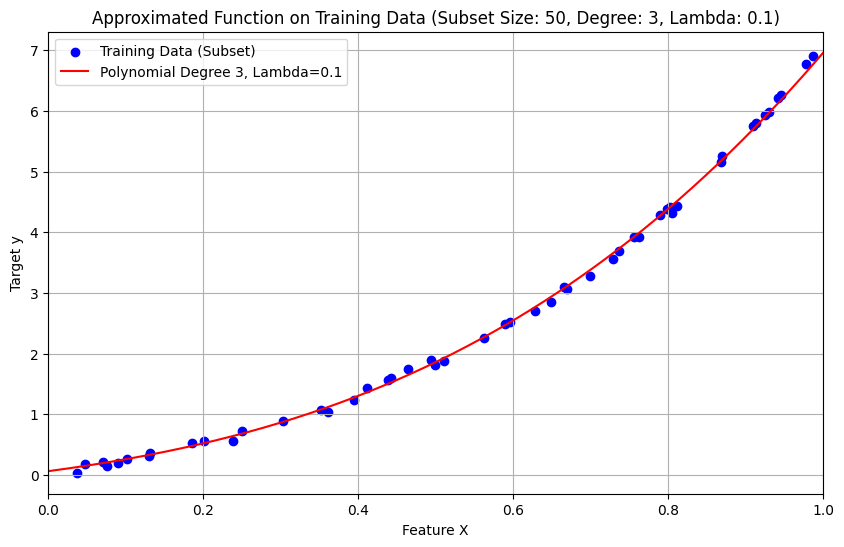 Approximated Function on Training Data (Subset Size: 50, Degree: 3, Lambda: 0.1)
Training Data (Subset)
Polynomial Degree 3, Lambda=0.1
Target y
7
6
5
4
3
2
1
0
0.0 0.2 0.4 0.6 0.8 1.0
Feature X